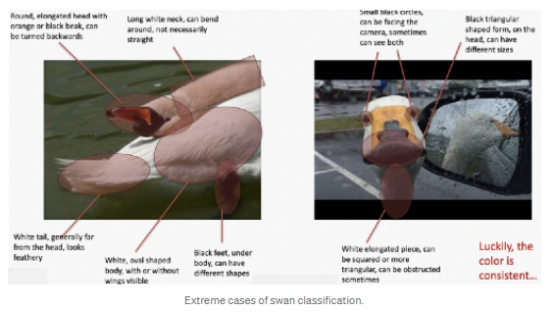 Round, elongated head with
orange or black beak, can
be turned backwards
Long white neck, can bend
around, not necessarily
straight
Small black circles,
can be facing the
camera, sometimes
can see both
Black triangular
shaped form, on the
head, can have
different sizes
White tail, generally far
from the head, looks
feathery
White, oval shaped
body, with or without
wings visible
Black feet, under
body, can have
different shapes
White elongated piece, can
be squared or more
triangular, can be obstructed
sometimes
Luckily, the
color is
consistent...
Extreme cases of swan classification.